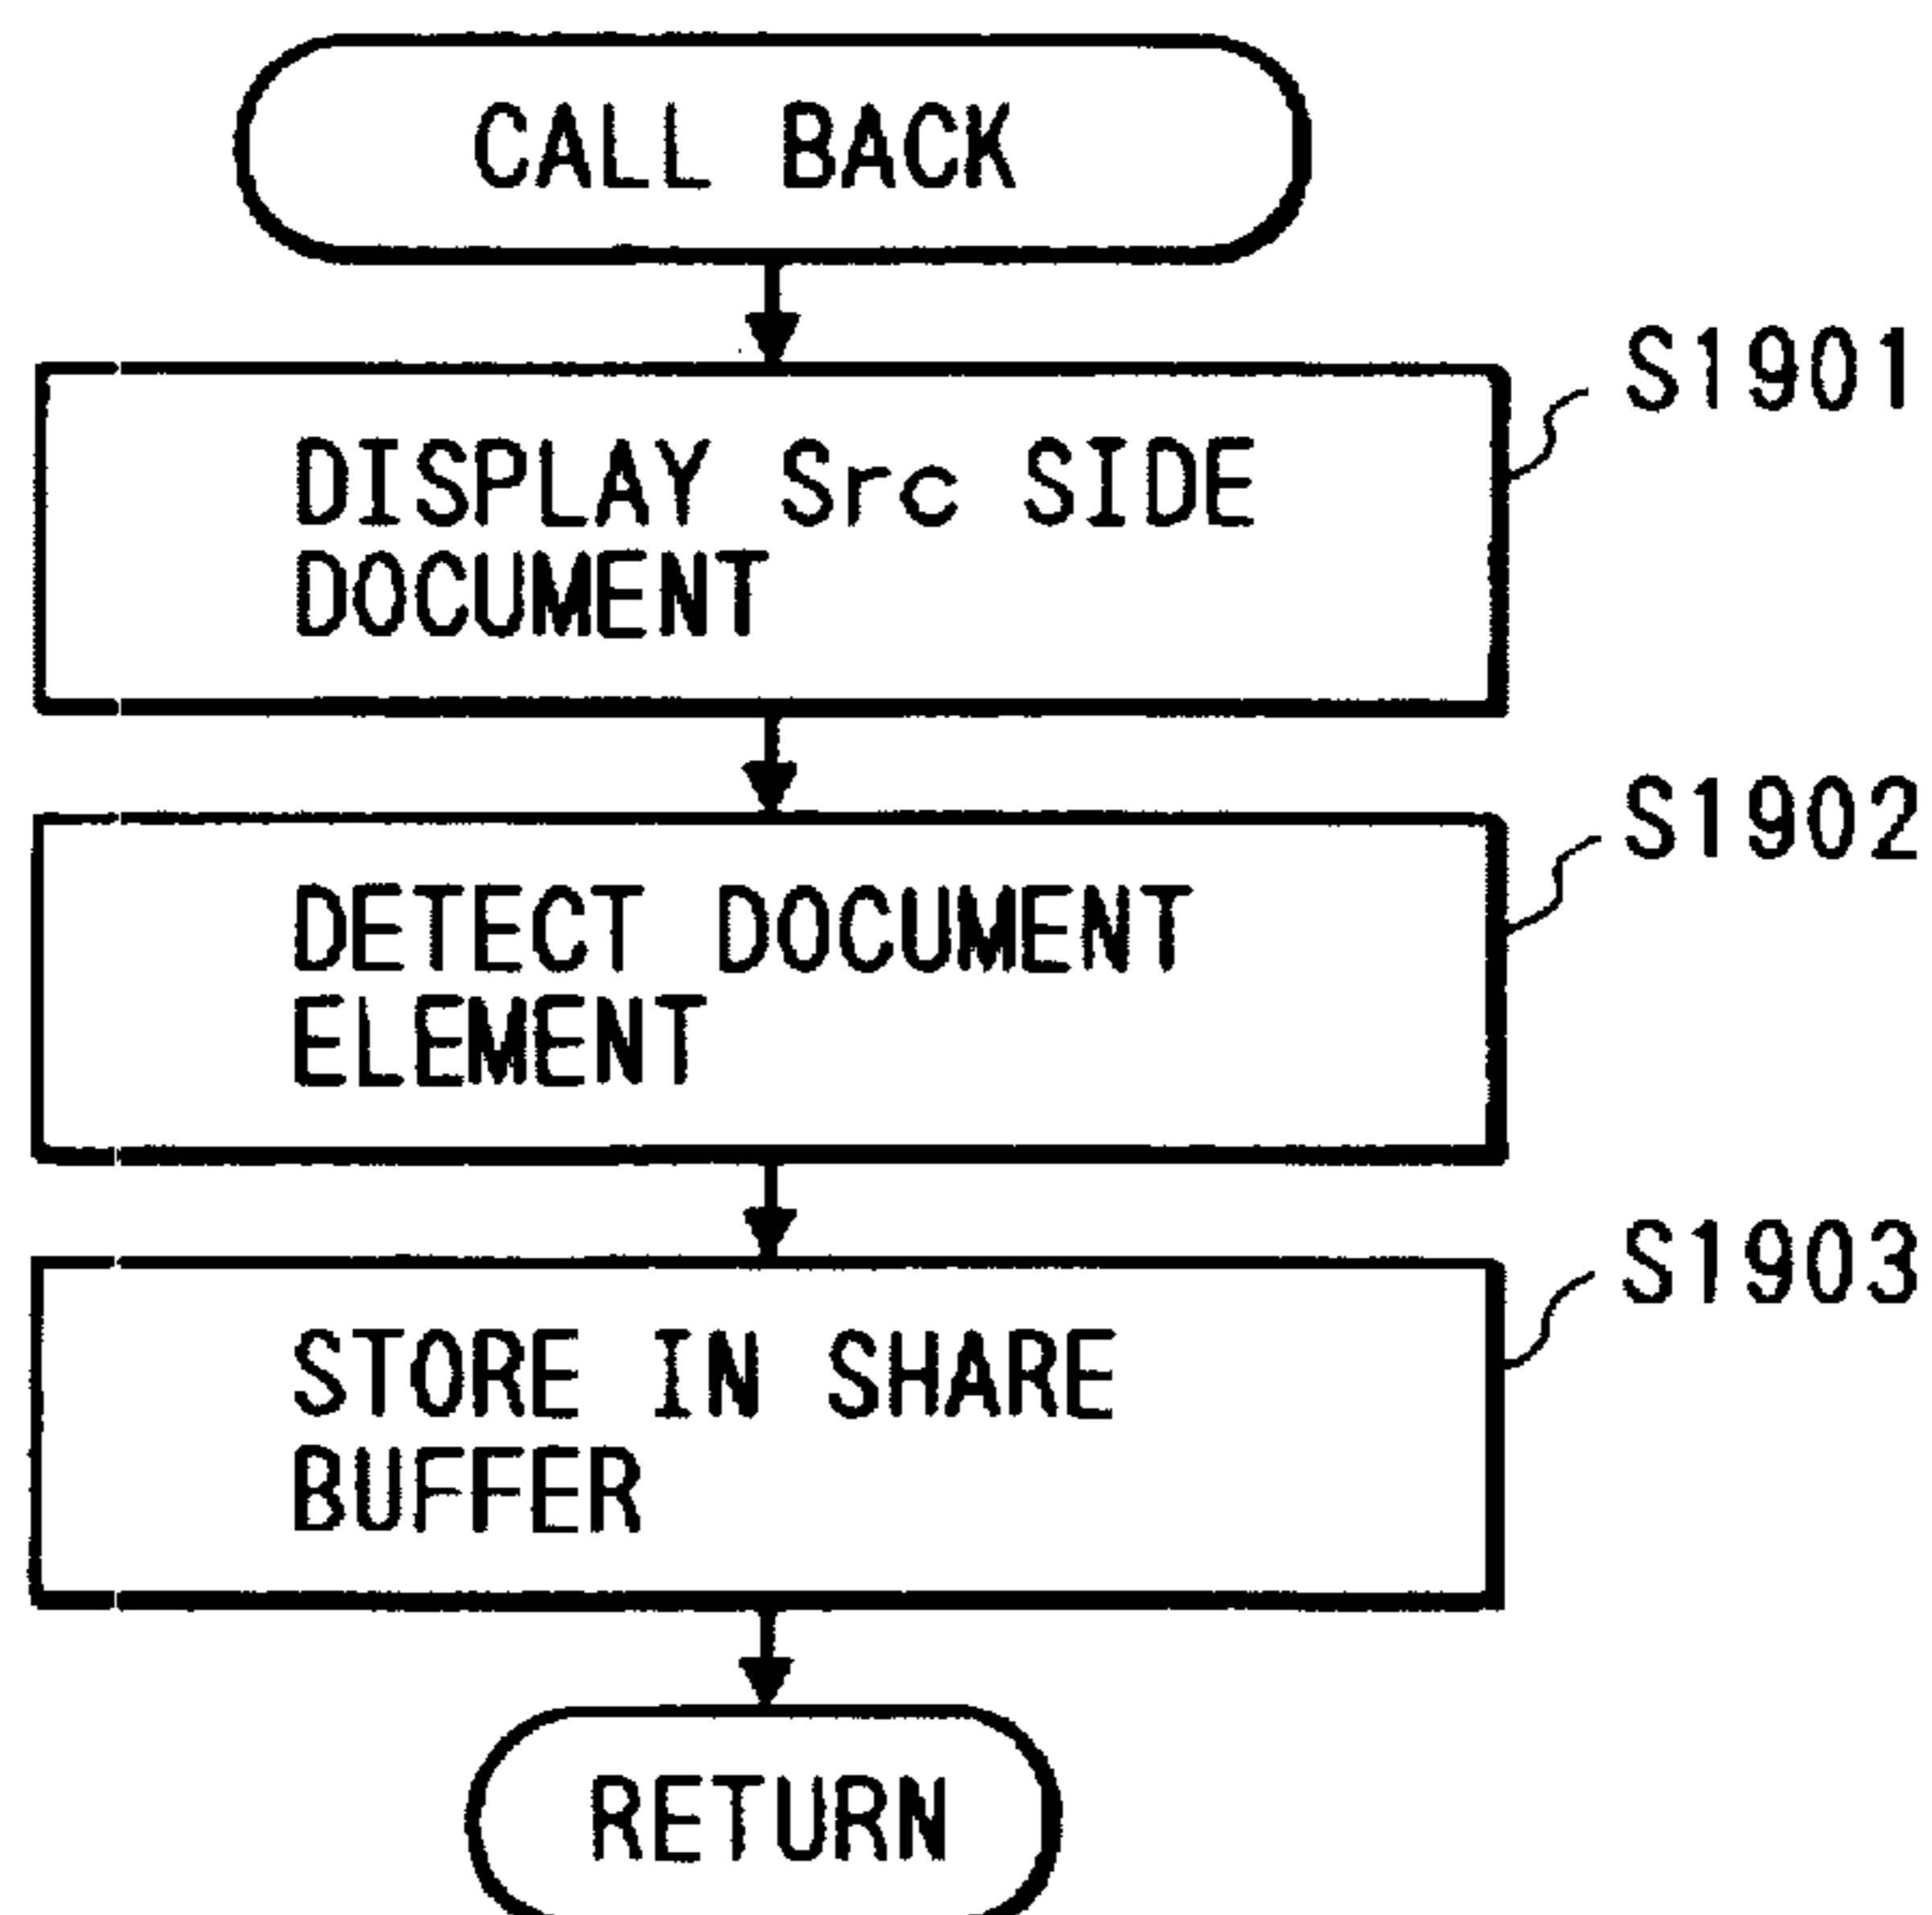 CALL BACK
S1901
DISPLAY Src SIDE
DOCUMENT
S1902
DETECT DOCUMENT
ELEMENT
S1903
STORE IN SHARE
BUFFER
RETURN